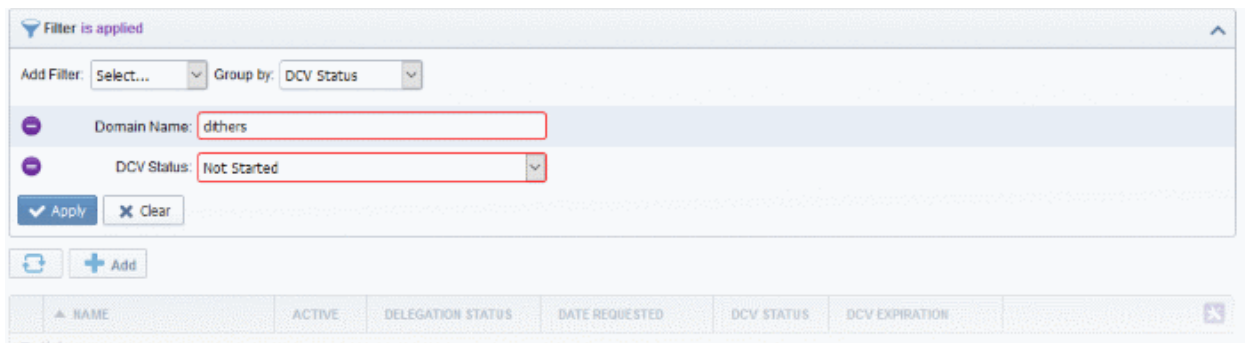 Filter is applied
Add Filter: Select... Group by: DCV Status
Domain Name: dithers
DCV Status: Not Started
Apply Clear
Add
NAME ACTIVE DELEGATION STATUS DATE REQUESTED DCV STATUS DCV EXPIRATION